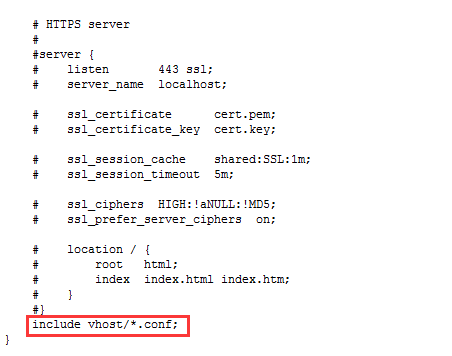 # HTTPS server
#
#server {
#    listen       443 ssl;
#    server_name  localhost;
#    ssl_certificate      cert.pem;
#    ssl_certificate_key  cert.key;
#    ssl_session_cache    shared:SSL:1m;
#    ssl_session_timeout  5m;
#    ssl_ciphers  HIGH:!aNULL:!MD5;
#    ssl_prefer_server_ciphers  on;
#    location / {
#        root   html;
#        index  index.html index.htm;
#    }
#}
include vhost/*.conf;
}